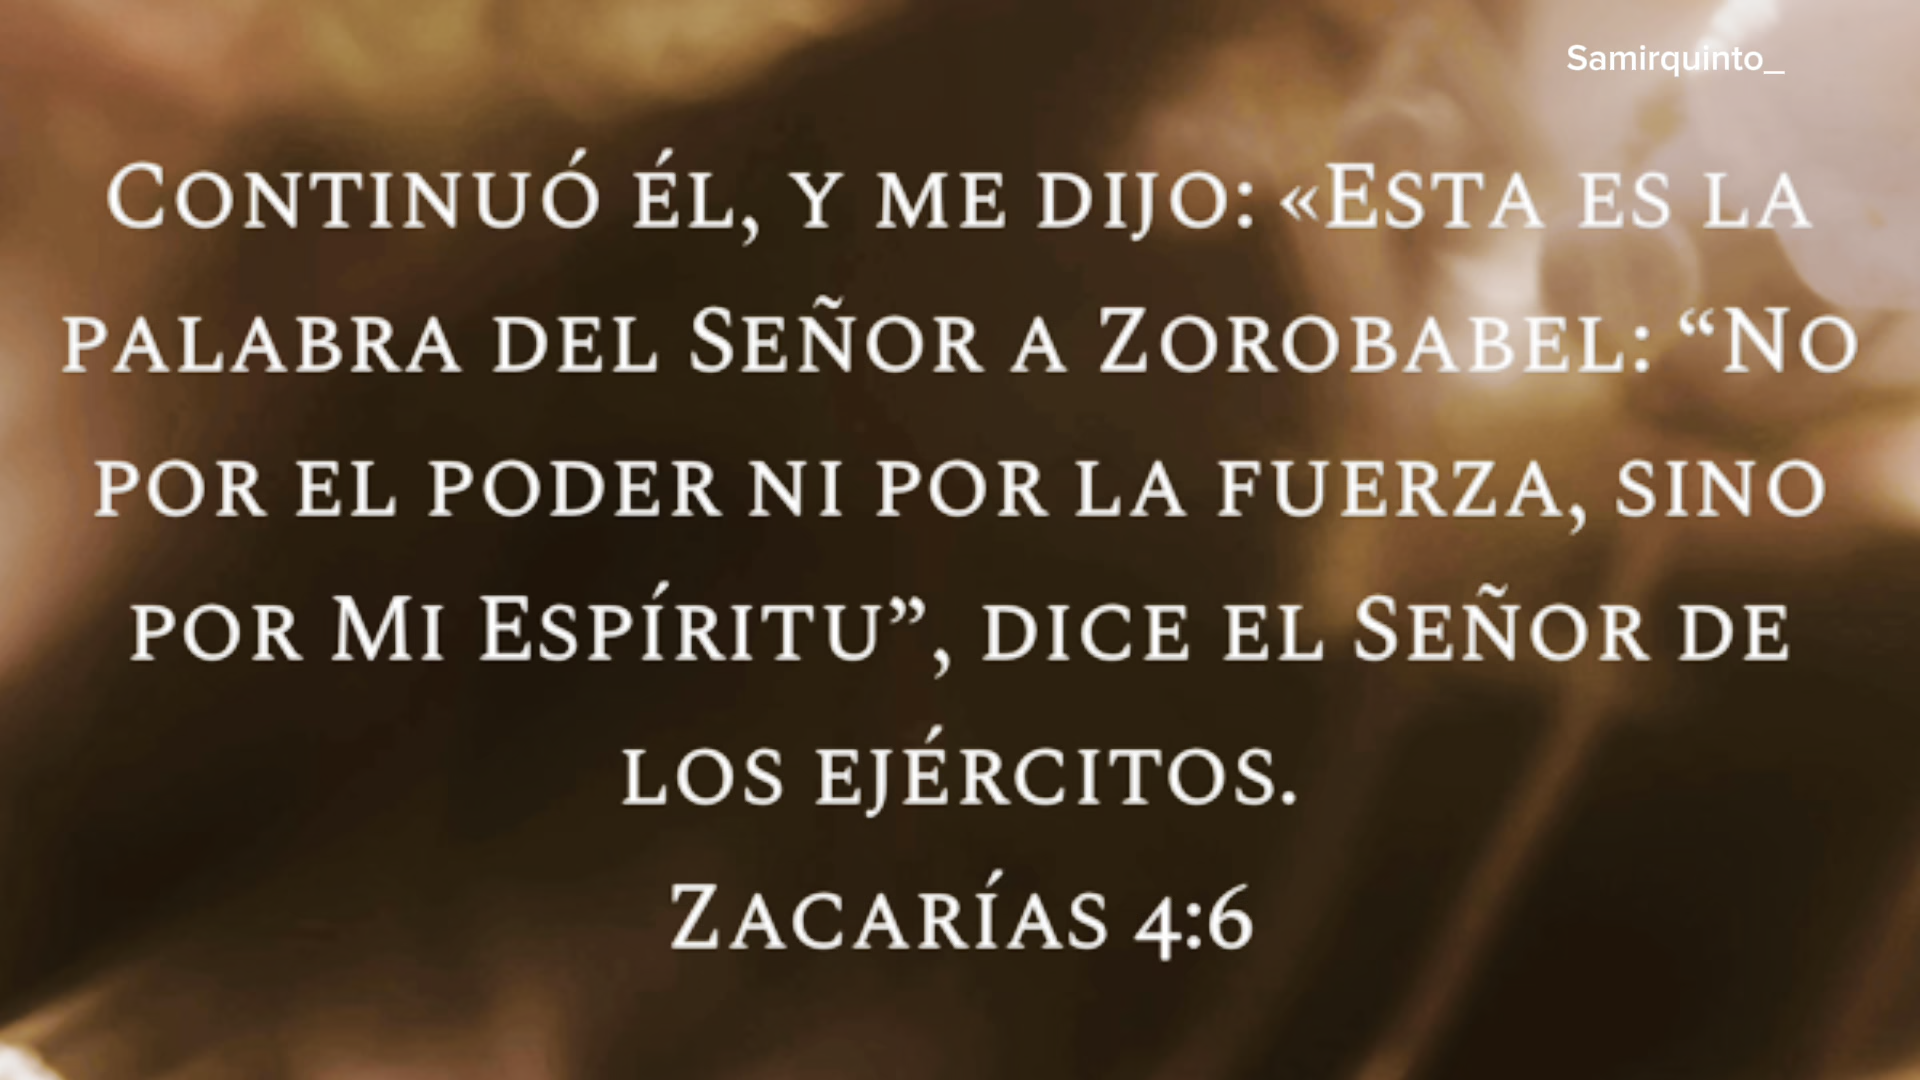 Samirquinto_
Continuó él, y me dijo: «Esta es la
palabra del Señor a Zorobabel: “No
por el poder ni por la fuerza, sino
por Mi Espíritu”, dice el Señor de
los ejércitos.
Zacarías 4:6